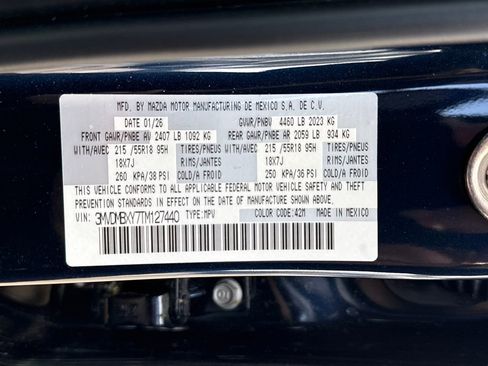 MFD. BY MAZDA MOTOR MANUFACTURING DE MEXICO S.A. DE C.V.
DATE 01/26 GVWR/PNBV 4460 LB 2023 KG
FRONT GAWR/PNBE AV 2407 LB 1092 KG REAR GAWR/PNBE AR 2059 LB 934 KG
WITH/AVEC 215/55R18 95H TIRES/PNEU WITH/AVEC 215/55R18 95H TIRES/PNEU
18X7J RIMS/JANTES 18X7J RIMS/JANTES
260 KPA/38 PSI COLD/A FROID 250 KPA/36 PSI COLD/A FROID
THIS VEHICLE CONFORMS TO ALL APPLICABLE FEDERAL MOTOR VEHICLE SAFETY AND THEFT
PREVENTION STANDARDS IN EFFECT ON THE DATE OF MANUFACTURE SHOWN ABOVE.
VIN: 3MVDMBXY7TM127440 TYPE: MPV COLOR CODE: 42M MADE IN MEXICO